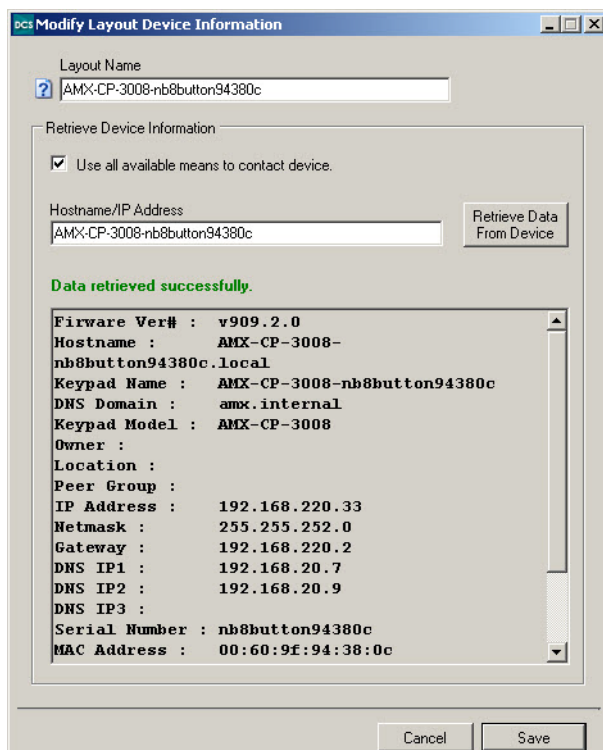 DCS Modify Layout Device Information
Layout Name
AMX-CP-3008-nb8button94380c
Retrieve Device Information
Use all available means to contact device.
Hostname/IP Address
AMX-CP-3008-nb8button94380c
Retrieve Data
From Device
Data retrieved successfully.
Firware Ver# : v909.2.0
Hostname : AMX-CP-3008-
nb8button94380c.local
Keypad Name : AMX-CP-3008-nb8button94380c
DNS Domain : amx.internal
Keypad Model : AMX-CP-3008
Owner :
Location :
Peer Group :
IP Address : 192.168.220.33
Netmask : 255.255.252.0
Gateway : 192.168.220.2
DNS IP1 : 192.168.20.7
DNS IP2 : 192.168.20.9
DNS IP3 :
Serial Number : nb8button94380c
MAC Address : 00:60:9f:94:38:0c
Cancel
Save